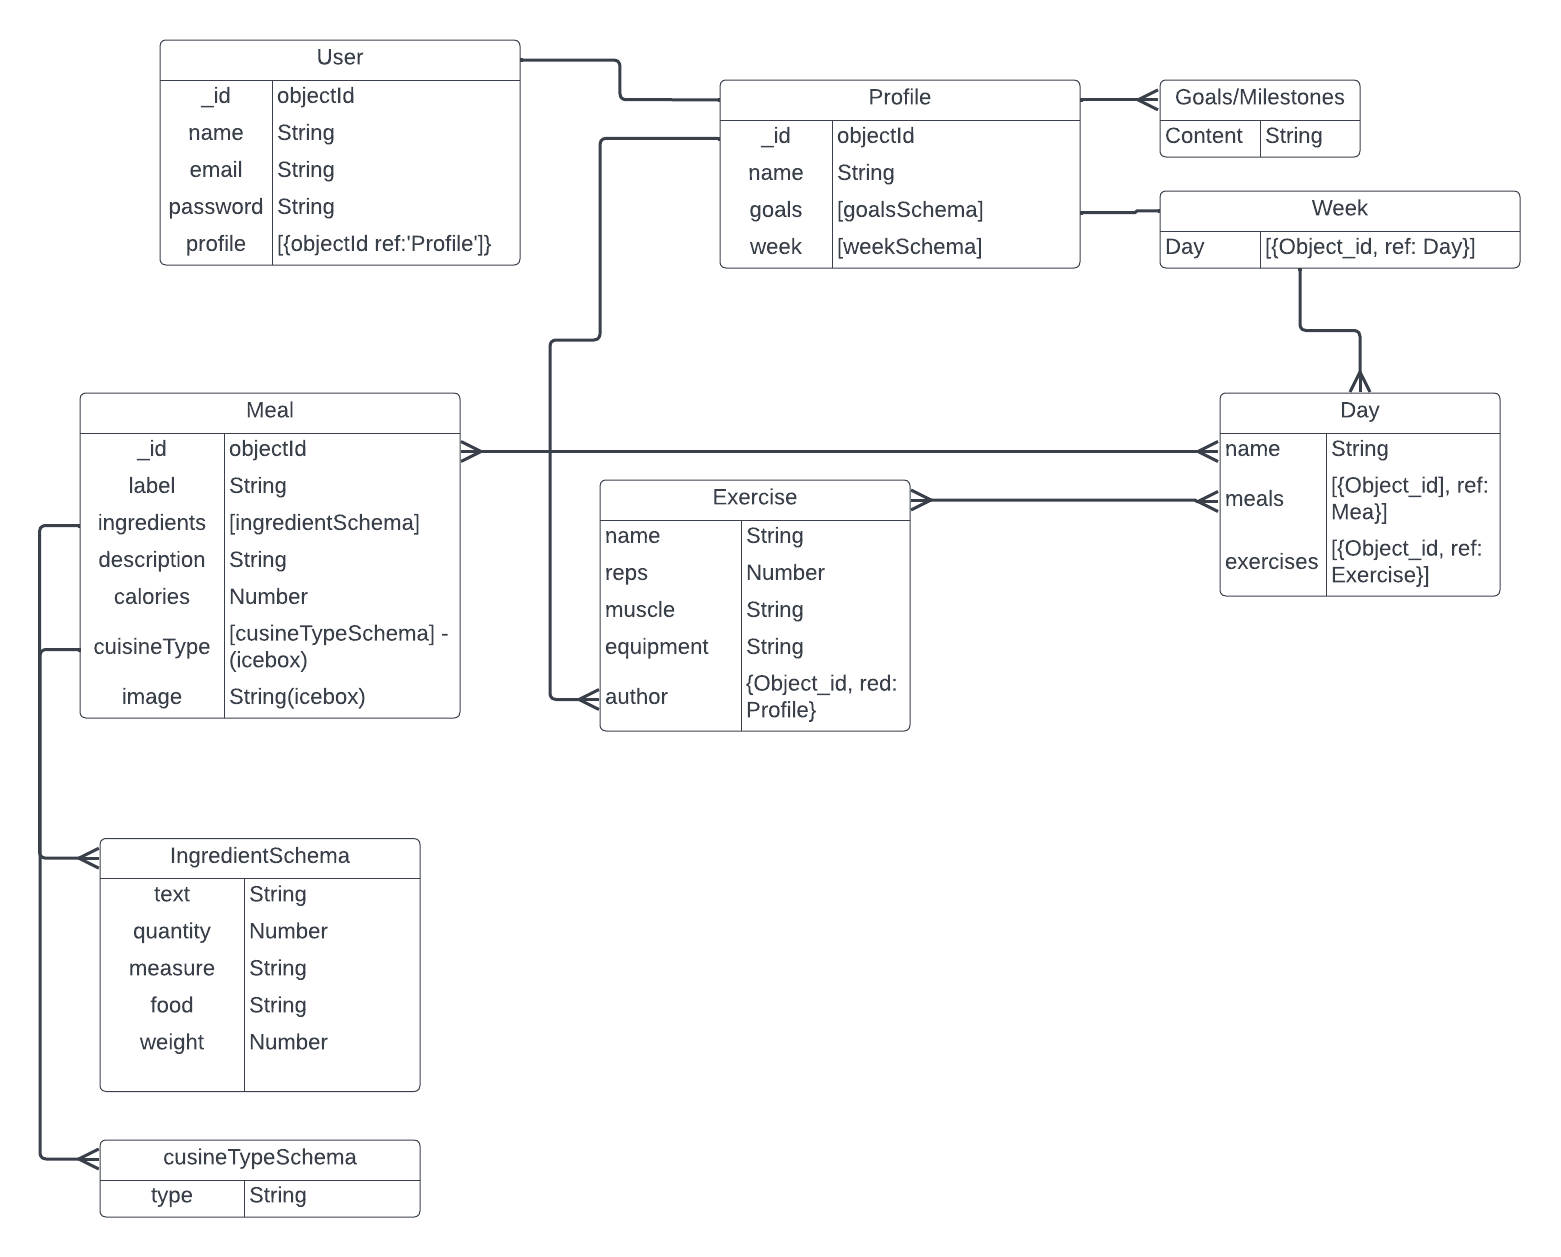 User
_id objectId
name String
email String
password String
profile [{objectId ref:'Profile']}
Profile
_id objectId
name String
goals [goalsSchema]
week [weekSchema]
Goals/Milestones
Content String
Week
Day [{Object_id, ref: Day}]
Meal
_id objectId
label String
ingredients [ingredientSchema]
description String
calories Number
cuisineType [cusineTypeSchema] -
(icebox)
image String(icebox)
Exercise
name String
reps Number
muscle String
equipment String
author {Object_id, red:
Profile}
Day
name String
meals [{Object_id], ref:
Mea}]
exercises [{Object_id, ref:
Exercise}]
IngredientSchema
text String
quantity Number
measure String
food String
weight Number
cusineTypeSchema
type String